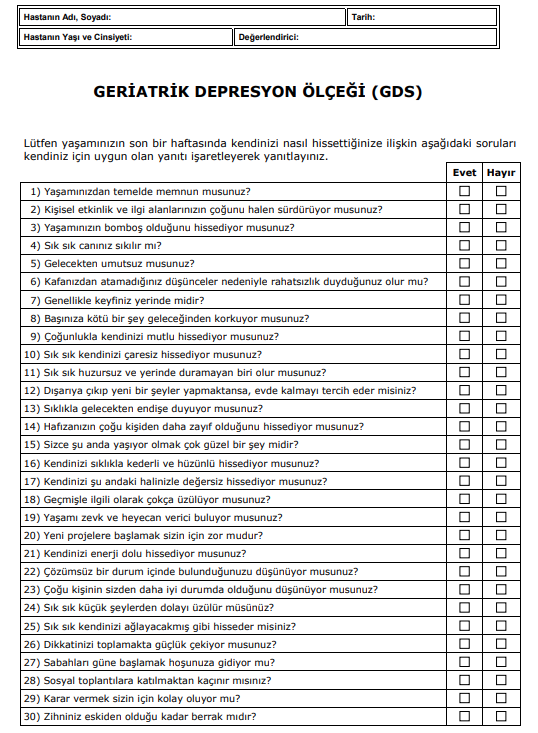 Hastanın Adı, Soyadı: Tarih:
Hastanın Yaşı ve Cinsiyeti: Değerlendirici:
GERİATRİK DEPRESYON ÖLÇEĞİ (GDS)
Lütfen yaşamınızın son bir haftasında kendinizi nasıl hissettiğinize ilişkin aşağıdaki soruları
kendiniz için uygun olan yanıtı işaretleyerek yanıtlayınız.
Evet Hayır
1) Yaşamınızdan temelde memnun musunuz?
2) Kişisel etkinlik ve ilgi alanlarınızın çoğunu halen sürdürüyor musunuz?
3) Yaşamınızın bomboş olduğunu hissediyor musunuz?
4) Sık sık canınız sıkılır mı?
5) Gelecekten umutsuz musunuz?
6) Kafanızdan atamadığınız düşünceler nedeniyle rahatsızlık duyduğunuz olur mu?
7) Genellikle keyfiniz yerinde midir?
8) Başınıza kötü bir şey geleceğinden korkuyor musunuz?
9) Çoğunlukla kendinizi mutlu hissediyor musunuz?
10) Sık sık kendinizi çaresiz hissediyor musunuz?
11) Sık sık huzursuz ve yerinde duramayan biri olur musunuz?
12) Dışarıya çıkıp yeni bir şeyler yapmaktansa, evde kalmayı tercih eder misiniz?
13) Sıklıkla gelecekten endişe duyuyor musunuz?
14) Hafızanızın çoğu kişiden daha zayıf olduğunu hissediyor musunuz?
15) Sizce şu anda yaşıyor olmak çok güzel bir şey midir?
16) Kendinizi sıklıkla kederli ve hüzünlü hissediyor musunuz?
17) Kendinizi şu andaki halinizle değersiz hissediyor musunuz?
18) Geçmişle ilgili olarak çokça üzülüyor musunuz?
19) Yaşamı zevk ve heyecan verici buluyor musunuz?
20) Yeni projelere başlamak sizin için zor mudur?
21) Kendinizi enerji dolu hissediyor musunuz?
22) Çözümsüz bir durum içinde bulunduğunuzu düşünüyor musunuz?
23) Çoğu kişinin sizden daha iyi durumda olduğunu düşünüyor musunuz?
24) Sık sık küçük şeylerden dolayı üzülür müsünüz?
25) Sık sık kendinizi ağlayacakmış gibi hisseder misiniz?
26) Dikkatinizi toplamakta güçlük çekiyor musunuz?
27) Sabahları güne başlamak hoşunuza gidiyor mu?
28) Sosyal toplantılara katılmaktan kaçınır mısınız?
29) Karar vermek sizin için kolay oluyor mu?
30) Zihniniz eskiden olduğu kadar berrak mıdır?